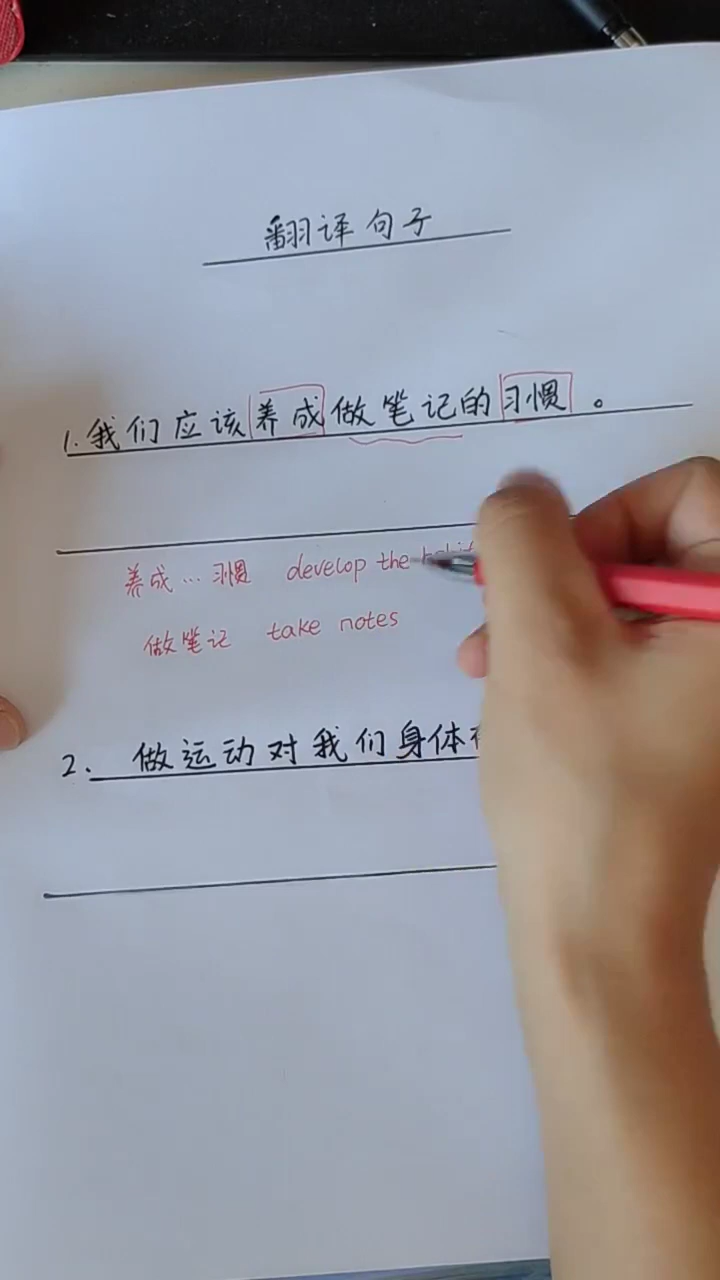 翻译句子
1.我们应该养成做笔记的习惯。
养成…习惯 develop the
做笔记 take notes
2. 做运动对我们身体